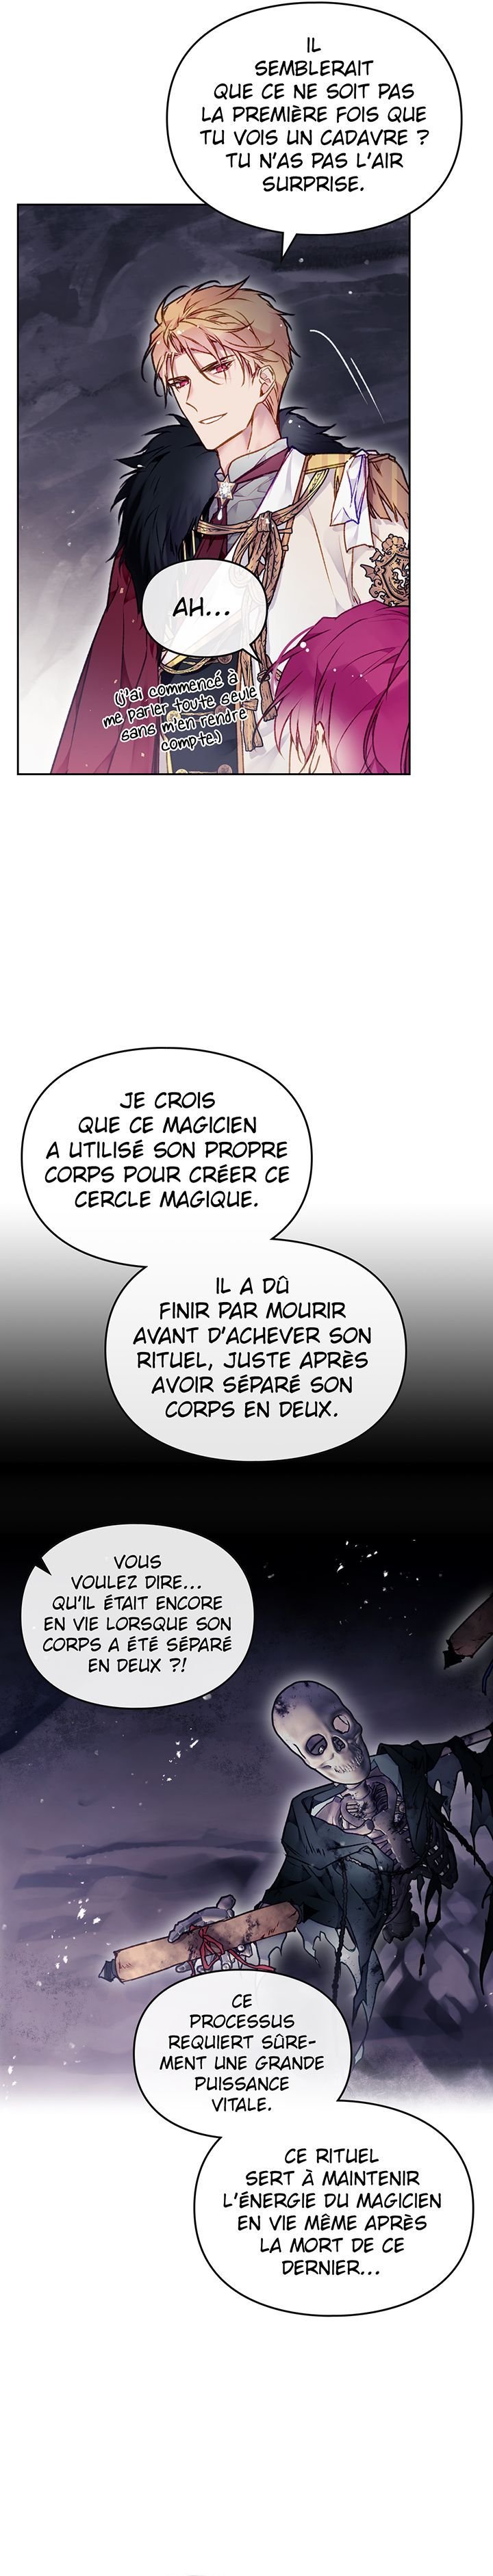 IL
SEMBLERAIT
QUE CE NE SOIT PAS
LA PREMIÈRE FOIS QUE
TU VOIS UN CADAVRE ?
TU N'AS PAS L'AIR
SURPRISE.
AH...
(j'ai commencé à
me parler toute seule
sans m'en rendre
compte)
JE CROIS
QUE CE MAGICIEN
A UTILISÉ SON PROPRE
CORPS POUR CRÉER CE
CERCLE MAGIQUE.
IL A DÛ
FINIR PAR MOURIR
AVANT D'ACHEVER SON
RITUEL, JUSTE APRÈS
AVOIR SÉPARÉ SON
CORPS EN DEUX.
VOUS
VOULEZ DIRE...
QU'IL ÉTAIT ENCORE
EN VIE LORSQUE SON
CORPS A ÉTÉ SÉPARÉ
EN DEUX ?!
CE
PROCESSUS
REQUIERT SÛRE-
MENT UNE GRANDE
PUISSANCE
VITALE.
CE RITUEL
SERT À MAINTENIR
L'ÉNERGIE DU MAGICIEN
EN VIE MÊME APRÈS
LA MORT DE CE
DERNIER...